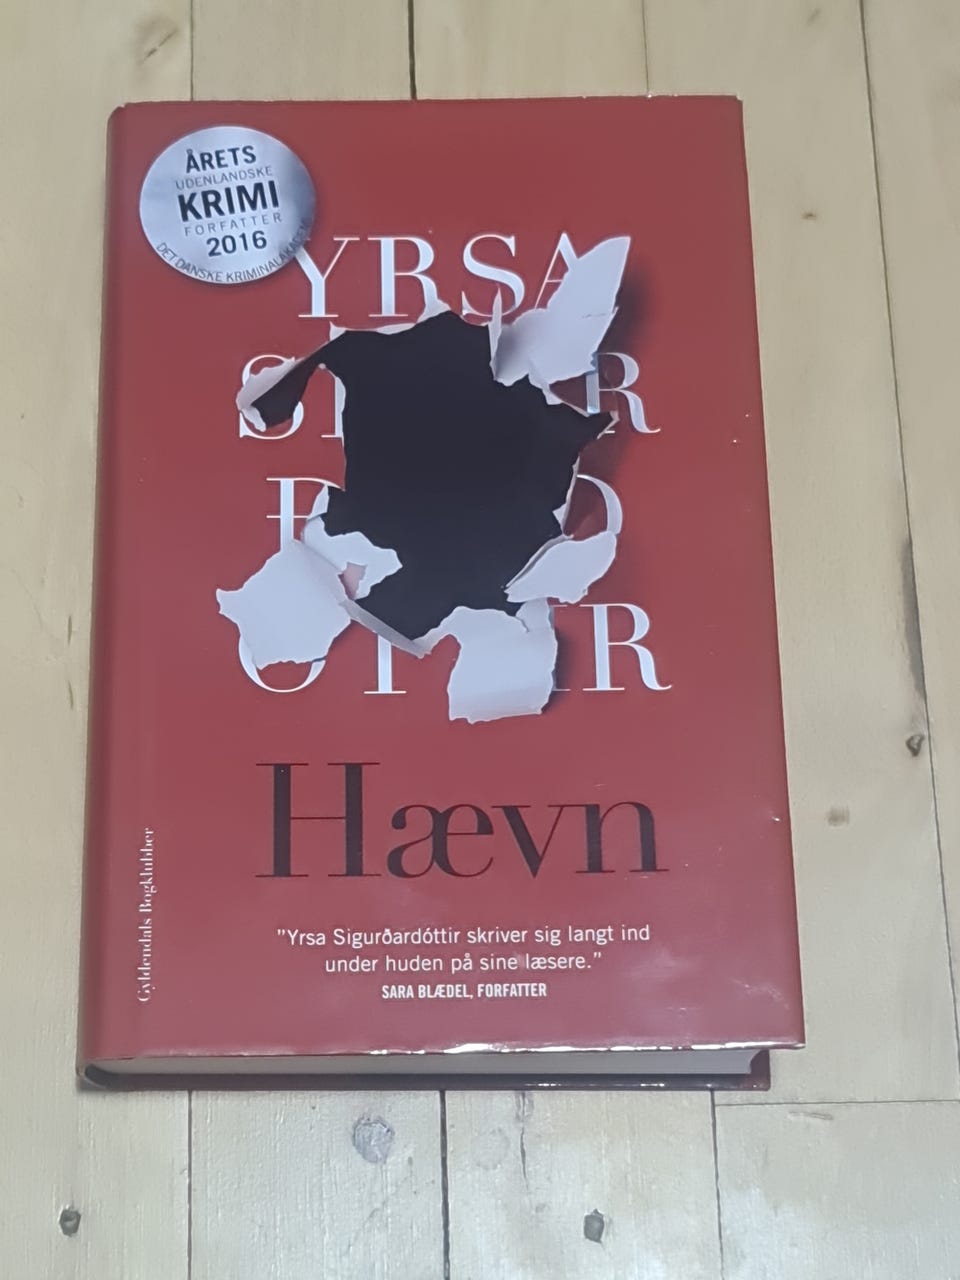 ÅRETS
UDENLANDSKE
KRIMI
FORFATTER
2016
DET DANSKE
YRSA
R
R
Hævn
"Yrsa Sigurðardóttir skriver sig langt ind
under huden på sine læsere."
SARA BLÆDEL, FORFATTER
Gyldendals Bogklubber